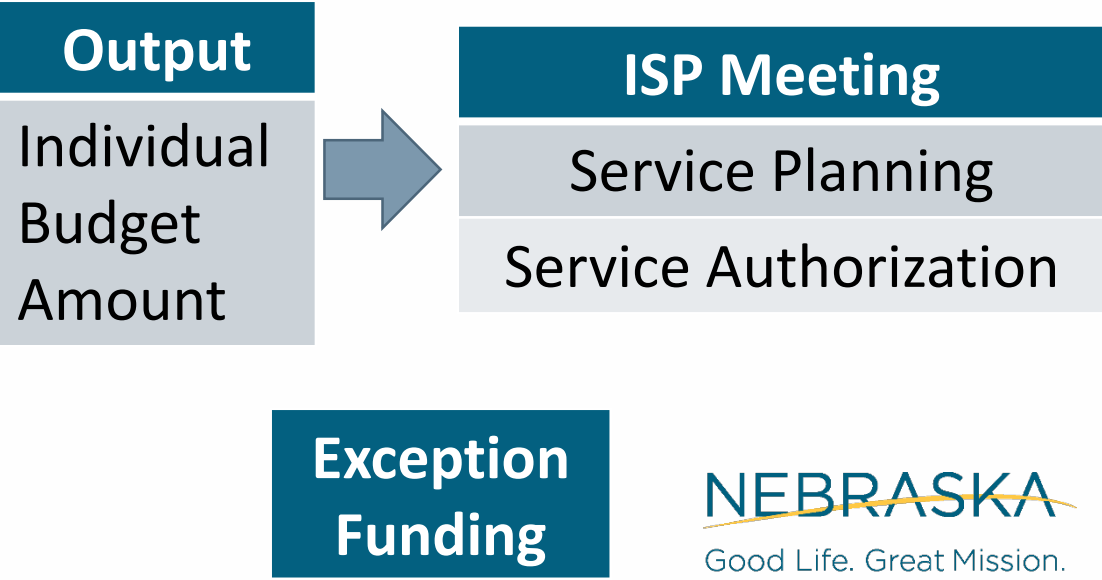 Output
Individual
Budget
Amount
ISP Meeting
Service Planning
Service Authorization
Exception
Funding
NEBRASKA
Good Life. Great Mission.